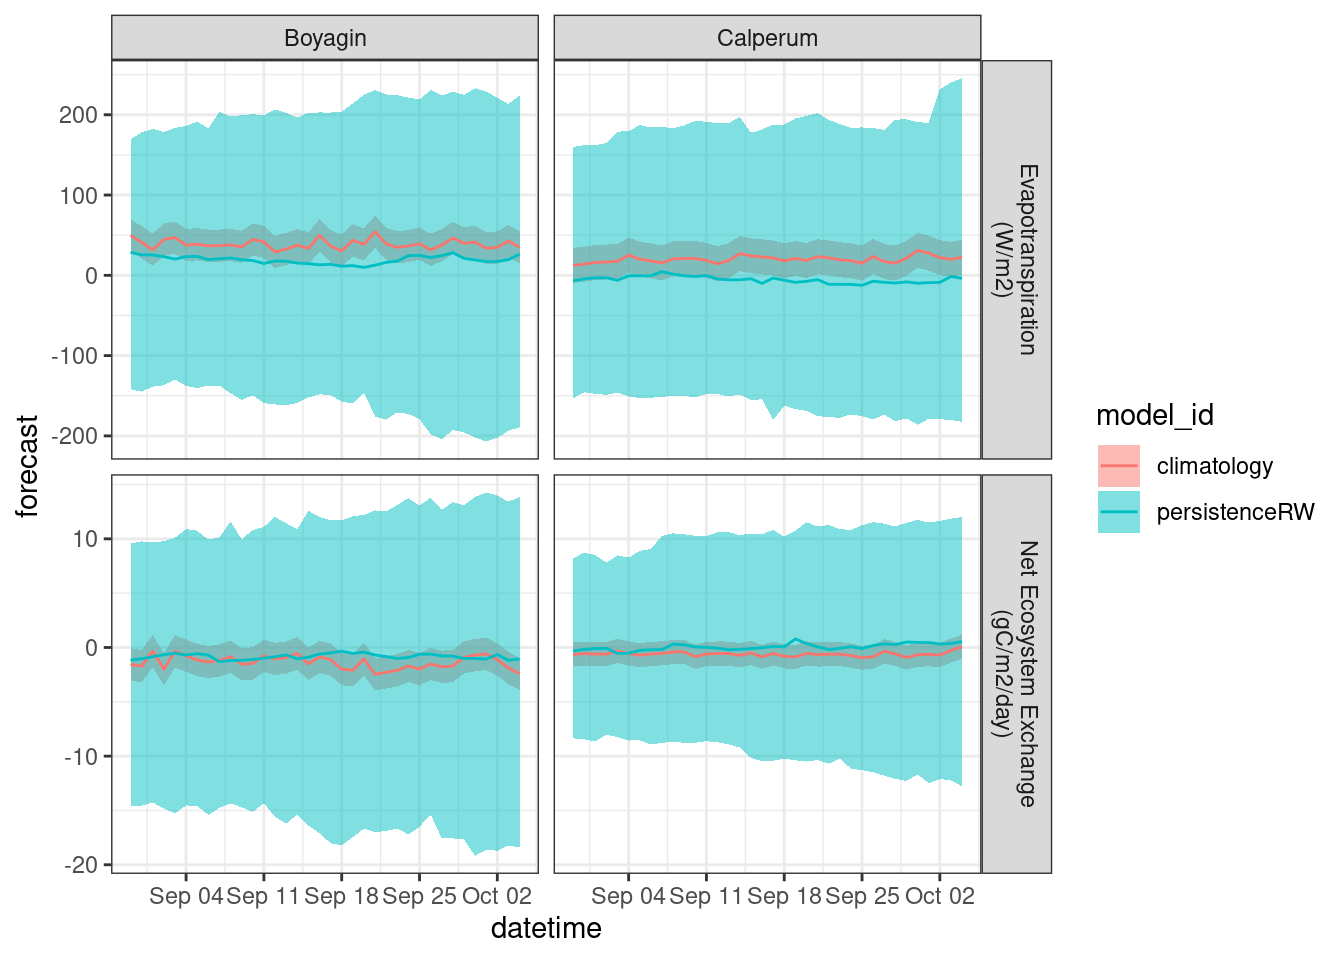 Boyagin
Calperum
forecast
200
100
0
-100
-200
Evapotranspiration
(W/m2)
10
0
-10
-20
Net Ecosystem Exchange
(gC/m2/day)
Sep 04 Sep 11 Sep 18 Sep 25 Oct 02
Sep 04 Sep 11 Sep 18 Sep 25 Oct 02
datetime
model_id
climatology
persistenceRW